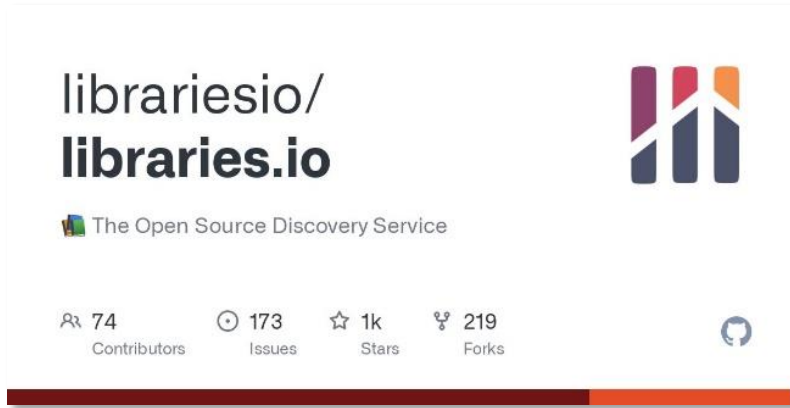 librariesio/
libraries.io
📚 The Open Source Discovery Service
74
Contributors
173
Issues
1k
Stars
219
Forks